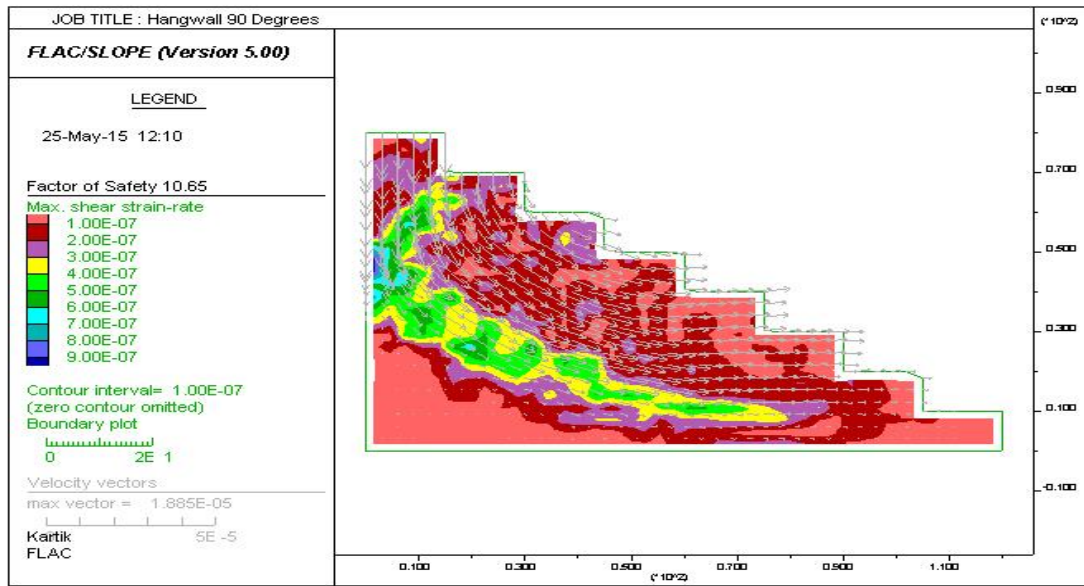 JOB TITLE : Hangwall 90 Degrees
(*10^2)
FLAC/SLOPE (Version 5.00)
LEGEND
25-May-15 12:10
Factor of Safety 10.65
Max. shear strain-rate
1.00E-07
2.00E-07
3.00E-07
4.00E-07
5.00E-07
6.00E-07
7.00E-07
8.00E-07
9.00E-07
Contour interval= 1.00E-07
(zero contour omitted)
Boundary plot
0 2E 1
Velocity vectors
max vector = 1.885E-05
0 5E -5
Kartik
FLAC
0.900
0.700
0.500
0.300
0.100
-0.100
0.100 0.300 0.500 0.700 0.900 1.100
(*10^2)